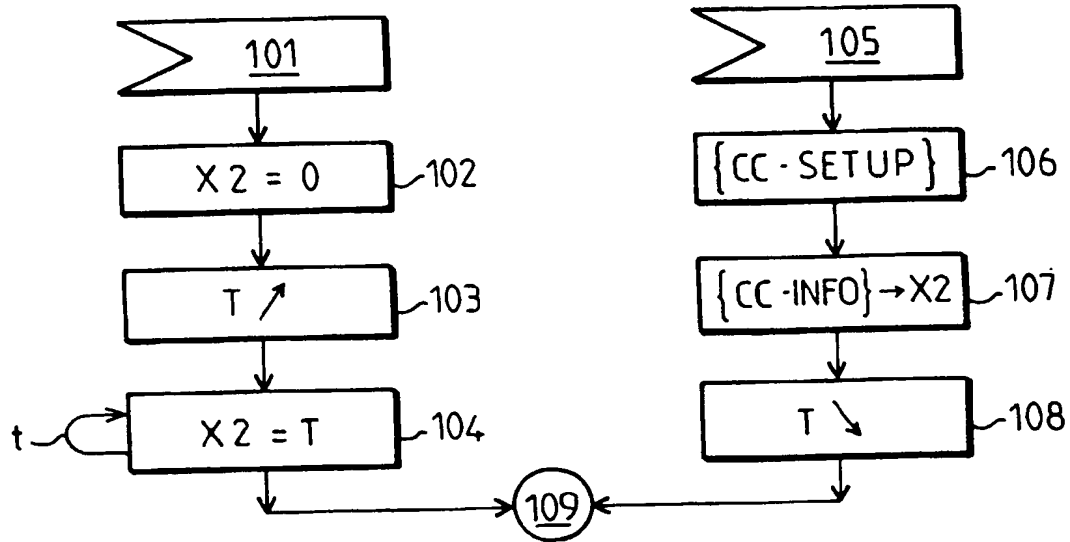 101
X2 = 0
102
T ↗
103
t
X2 = T
104
105
{CC-SETUP}
106
{CC-INFO}→X2
107
T ↘
108
109